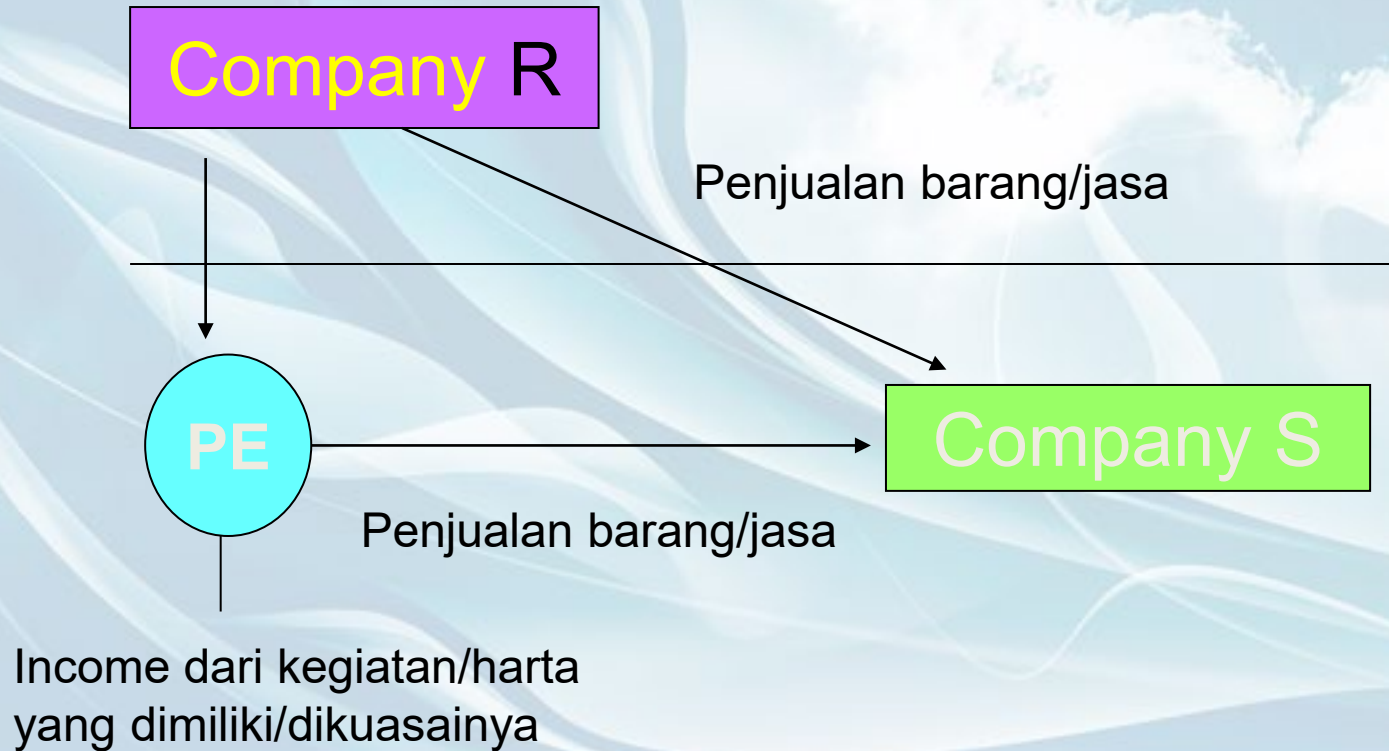 Company R
Penjualan barang/jasa
PE
Company S
Penjualan barang/jasa
Income dari kegiatan/harta
yang dimiliki/dikuasainya